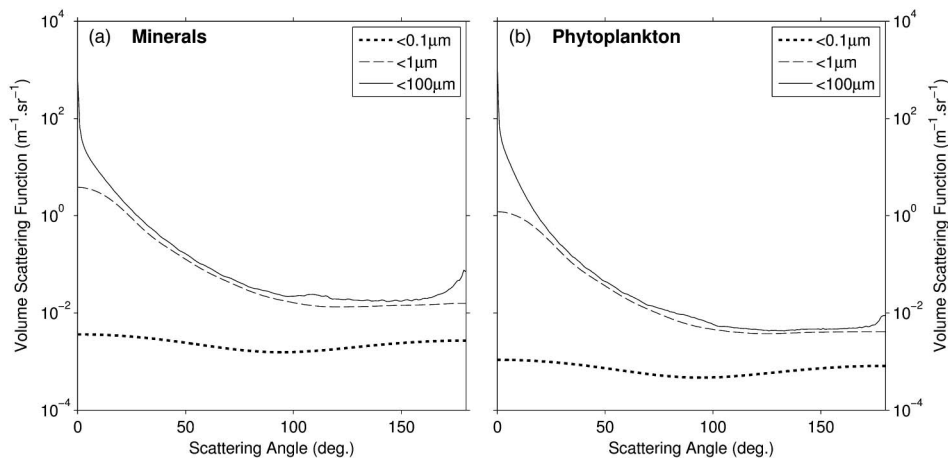 (a) Minerals
<0.1μm
<1μm
<100μm
10^4
10^2
10^0
10^-2
10^-4
Volume Scattering Function (m^-1.sr^-1)
0 50 100 150
Scattering Angle (deg.)
(b) Phytoplankton
<0.1μm
<1μm
<100μm
0 50 100 150
Scattering Angle (deg.)
10^4
10^2
10^0
10^-2
10^-4
Volume Scattering Function (m^-1.sr^-1)